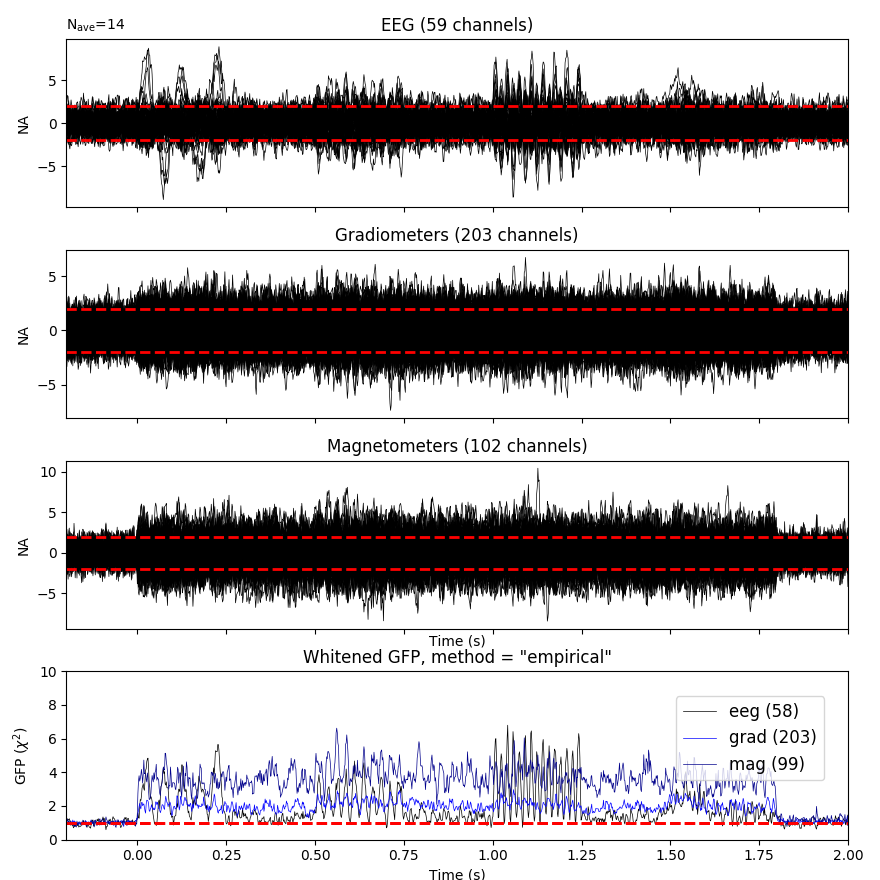 Nave=14
EEG (59 channels)
5
0
−5
NA
Gradiometers (203 channels)
5
0
−5
NA
Magnetometers (102 channels)
10
5
0
−5
NA
Time (s)
Whitened GFP, method = "empirical"
10
8
6
4
2
0
GFP (χ²)
eeg (58)
grad (203)
mag (99)
0.00 0.25 0.50 0.75 1.00 1.25 1.50 1.75 2.00
Time (s)